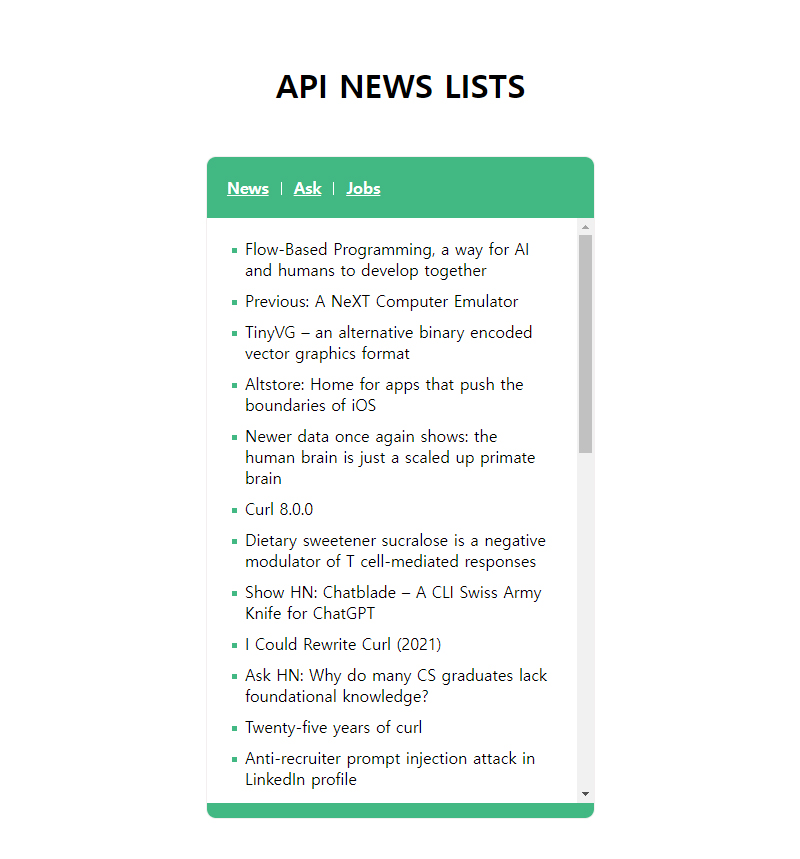 API NEWS LISTS
News | Ask | Jobs
Flow-Based Programming, a way for AI
and humans to develop together
Previous: A NeXT Computer Emulator
TinyVG – an alternative binary encoded
vector graphics format
Altstore: Home for apps that push the
boundaries of iOS
Newer data once again shows: the
human brain is just a scaled up primate
brain
Curl 8.0.0
Dietary sweetener sucralose is a negative
modulator of T cell-mediated responses
Show HN: Chatblade – A CLI Swiss Army
Knife for ChatGPT
I Could Rewrite Curl (2021)
Ask HN: Why do many CS graduates lack
foundational knowledge?
Twenty-five years of curl
Anti-recruiter prompt injection attack in
LinkedIn profile